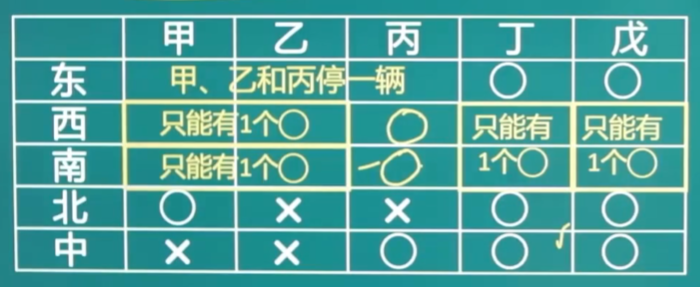 甲 乙 丙 丁 戊
东 甲、乙和丙停一辆 ○ ○
西 只能有1个○ ○ 只能有 只能有
南 只能有1个○ ○ 1个○ 1个○
北 ○ × × ○ ○
中 × × ○ ○ √ ○